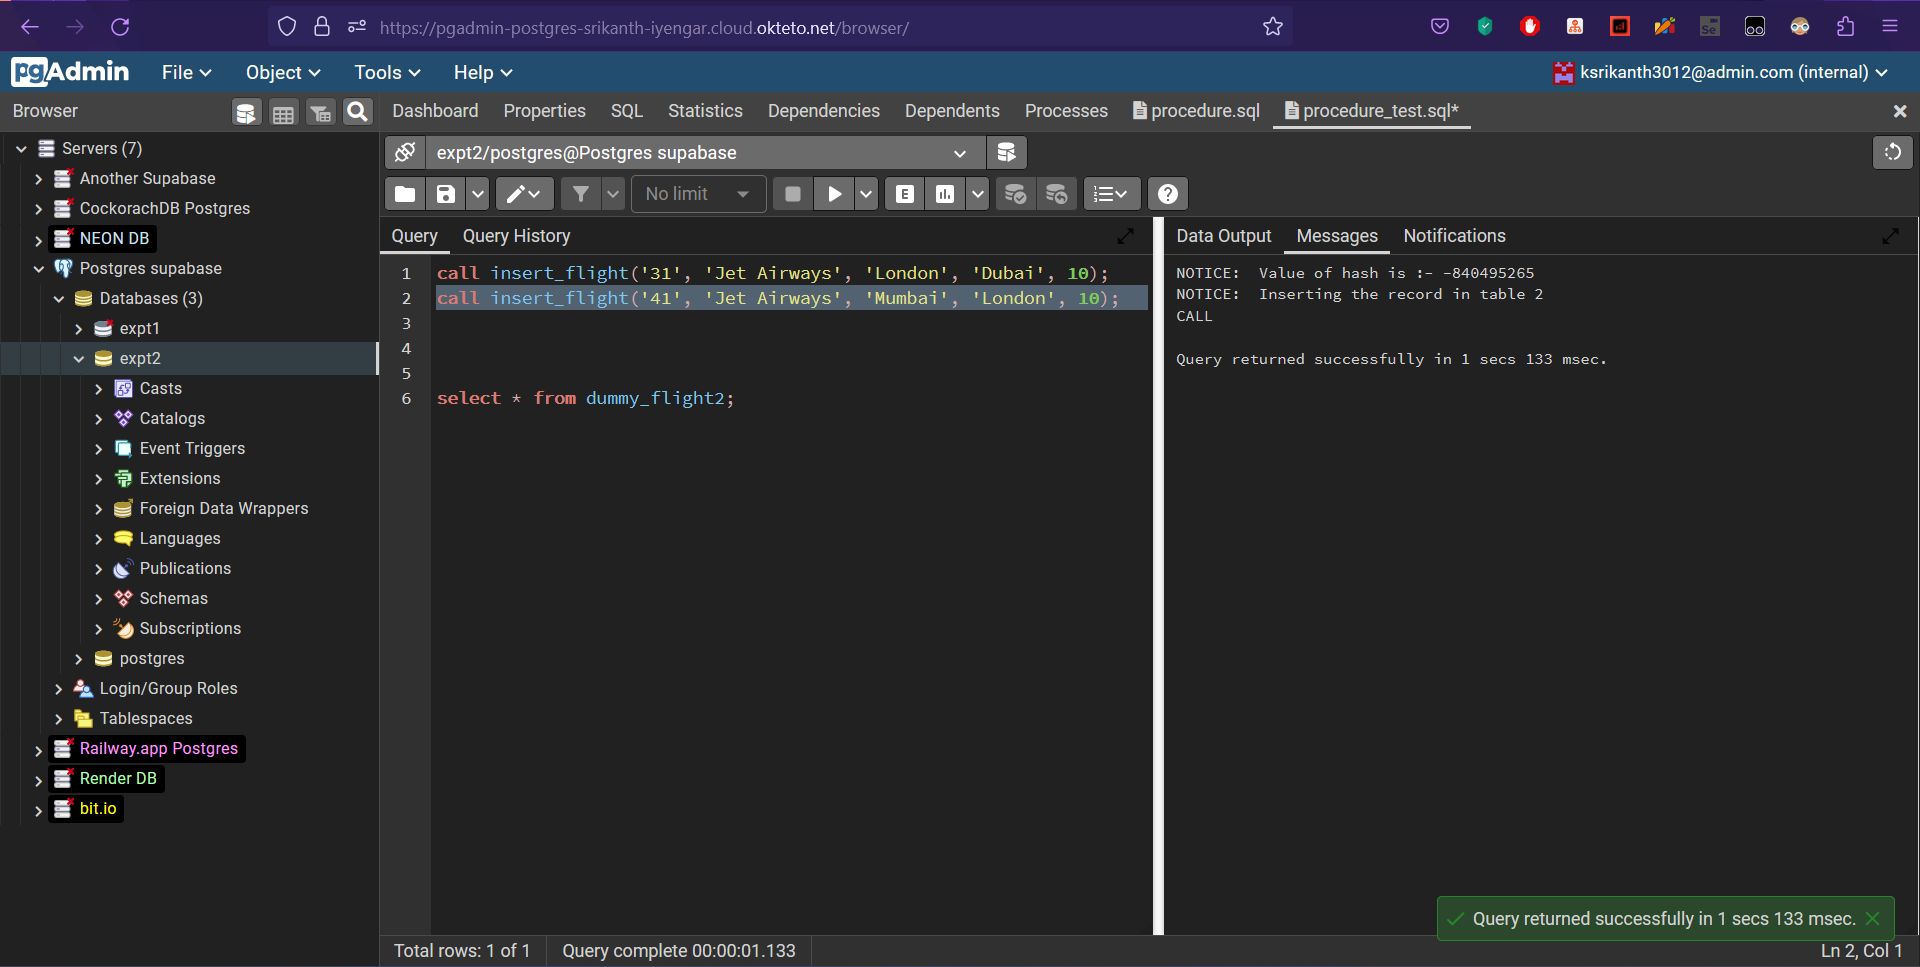 https://pgadmin-postgres-srikanth-iyengar.cloud.okteto.net/browser/
Se
pgAdmin
File
Object
Tools
Help
ksrikanth3012@admin.com (internal)
Browser
Dashboard
Properties
SQL
Statistics
Dependencies
Dependents
Processes
procedure.sql
procedure_test.sql*
Servers (7)
Another Supabase
CockorachDB Postgres
NEON DB
Postgres supabase
Databases (3)
expt1
expt2
Casts
Catalogs
Event Triggers
Extensions
Foreign Data Wrappers
Languages
Publications
Schemas
Subscriptions
postgres
Login/Group Roles
Tablespaces
Railway.app Postgres
Render DB
bit.io
expt2/postgres@Postgres supabase
No limit
E
Query
Query History
1 call insert_flight('31', 'Jet Airways', 'London', 'Dubai', 10);
2 call insert_flight('41', 'Jet Airways', 'Mumbai', 'London', 10);
3
4
5
6 select * from dummy_flight2;
Data Output
Messages
Notifications
NOTICE:  Value of hash is :- -840495265
NOTICE:  Inserting the record in table 2
CALL
Query returned successfully in 1 secs 133 msec.
Query returned successfully in 1 secs 133 msec.
Total rows: 1 of 1
Query complete 00:00:01.133
Ln 2, Col 1